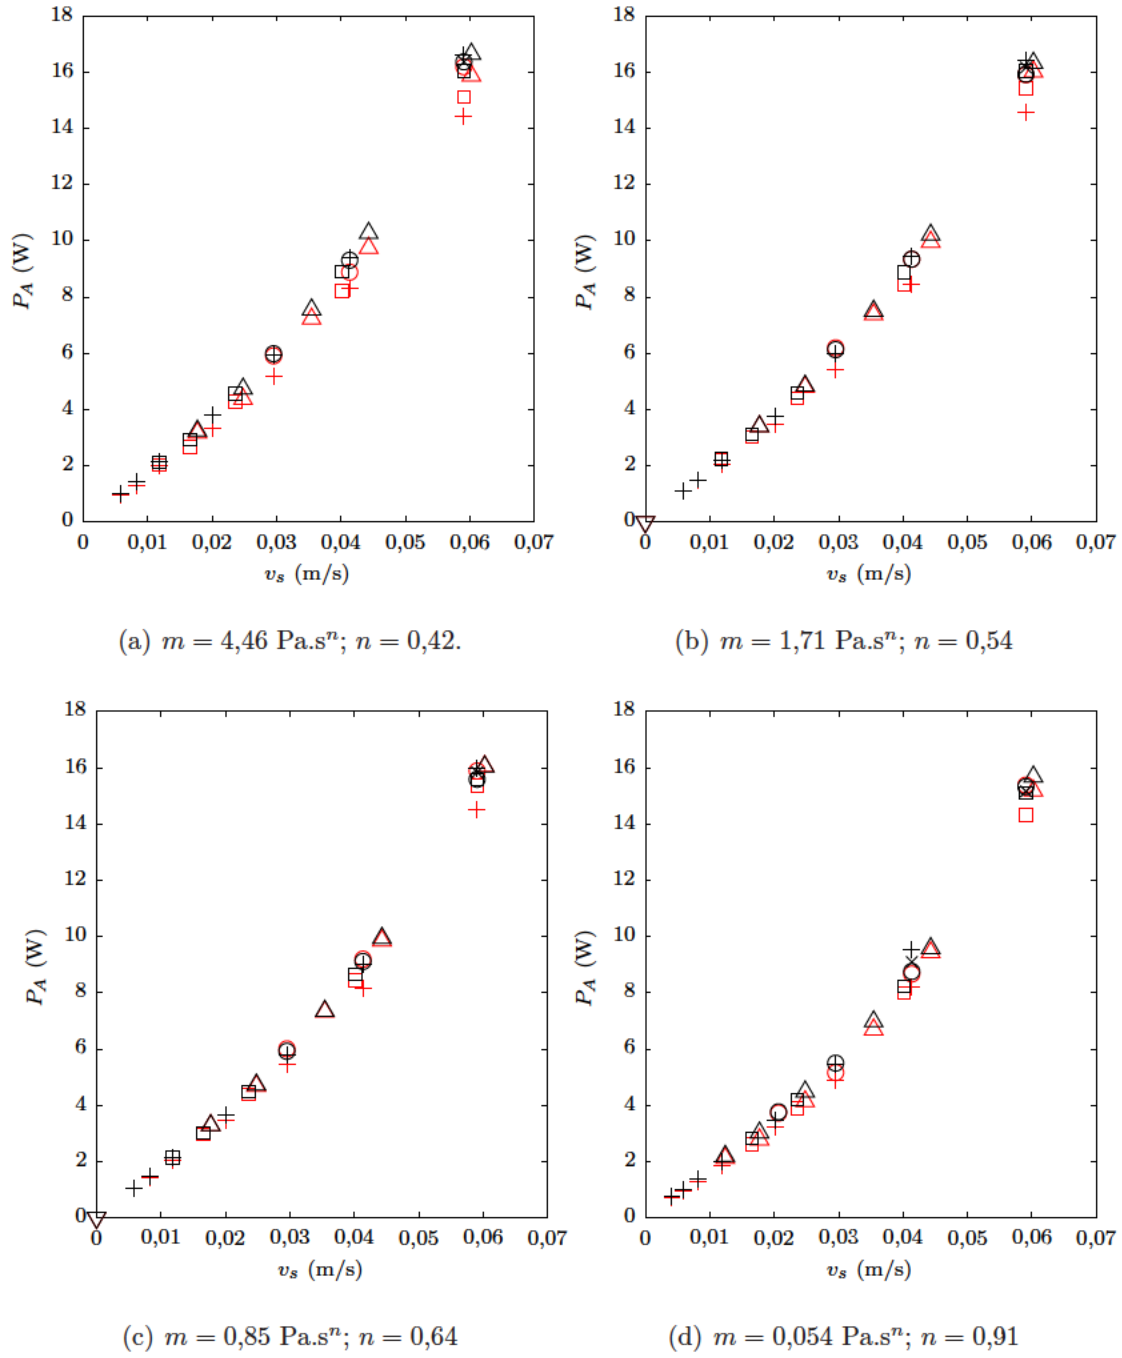 18
16
14
12
10
8
6
4
2
0
P_A (W)
0 0,01 0,02 0,03 0,04 0,05 0,06 0,07
v_s (m/s)
(a) m = 4,46 Pa.s^n; n = 0,42.
18
16
14
12
10
8
6
4
2
0
P_A (W)
0 0,01 0,02 0,03 0,04 0,05 0,06 0,07
v_s (m/s)
(b) m = 1,71 Pa.s^n; n = 0,54
18
16
14
12
10
8
6
4
2
0
P_A (W)
0 0,01 0,02 0,03 0,04 0,05 0,06 0,07
v_s (m/s)
(c) m = 0,85 Pa.s^n; n = 0,64
18
16
14
12
10
8
6
4
2
0
P_A (W)
0 0,01 0,02 0,03 0,04 0,05 0,06 0,07
v_s (m/s)
(d) m = 0,054 Pa.s^n; n = 0,91